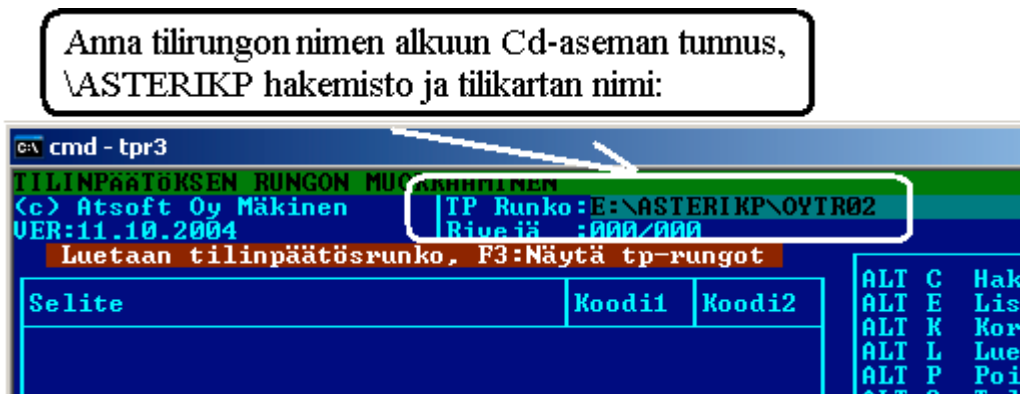 Anna tilirungon nimen alkuun Cd-aseman tunnus,
\ASTERIKP hakemisto ja tilikartan nimi:
cmd - tpr3
TILINPääTöKSEN RUNGON MUOKKAAMINEN
(c) Atsoft Oy Mäkinen TP Runko:E:\ASTERIKP\OYTR02
VER:11.10.2004 Rivejä :000/000
Luetaan tilinpäätösrunko, F3:Näytä tp-rungot
Selite Koodi1 Koodi2
ALT C Hak
ALT E Lis
ALT K Kor
ALT L Lue
ALT P Poi